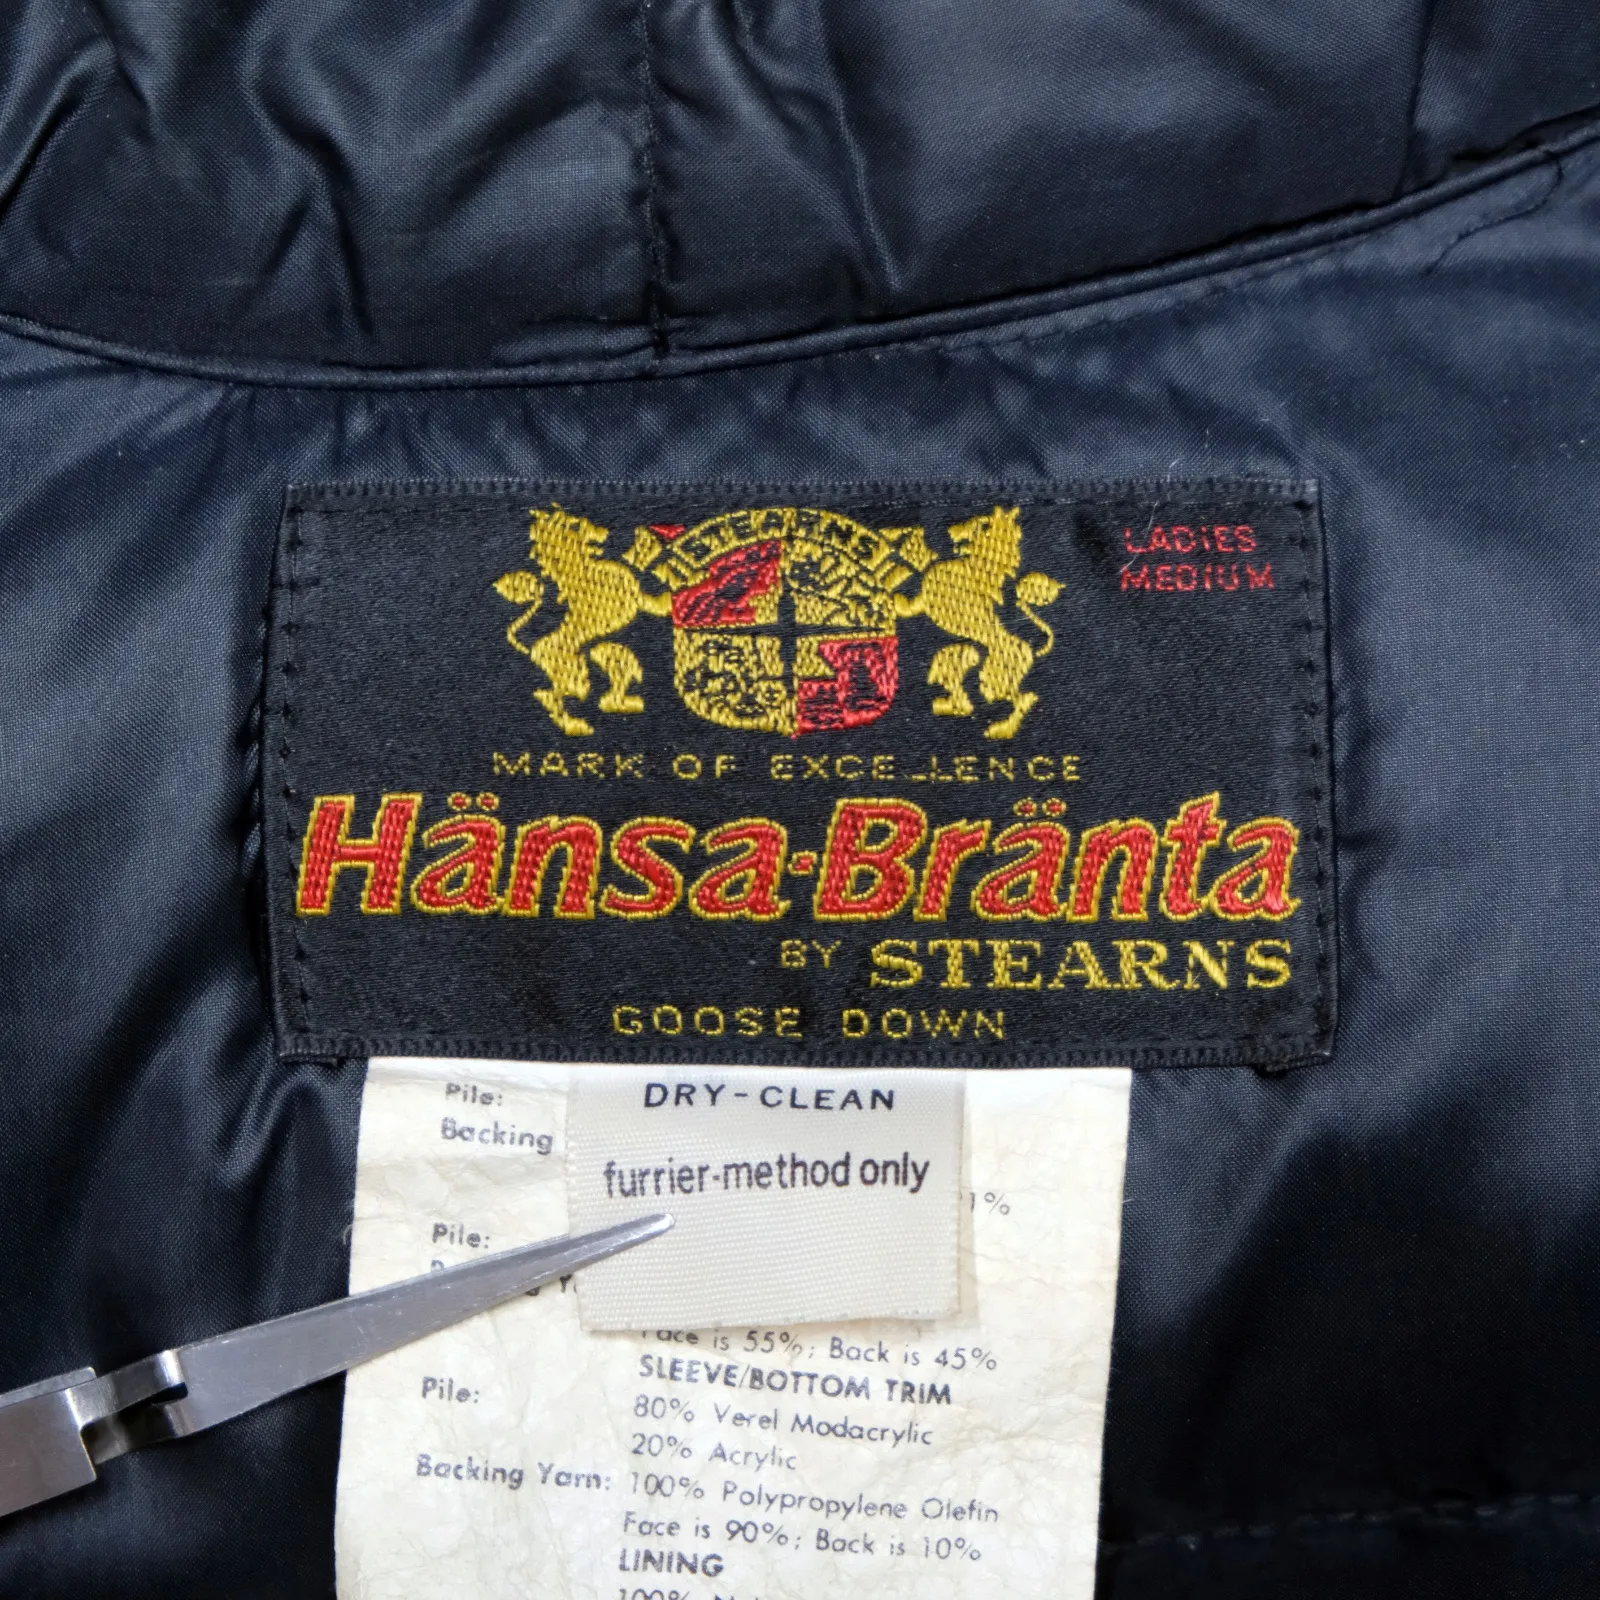 STEARNS
LADIES
MEDIUM
MARK OF EXCELLENCE
Hänsa·Bränta
BY STEARNS
GOOSE DOWN
DRY-CLEAN
furrier-method only
Pile:
Backing
1%
Pile:
Face is 55%; Back is 45%
SLEEVE/BOTTOM TRIM
Pile: 80% Verel Modacrylic
20% Acrylic
Backing Yarn: 100% Polypropylene Olefin
Face is 90%; Back is 10%
LINING
100%